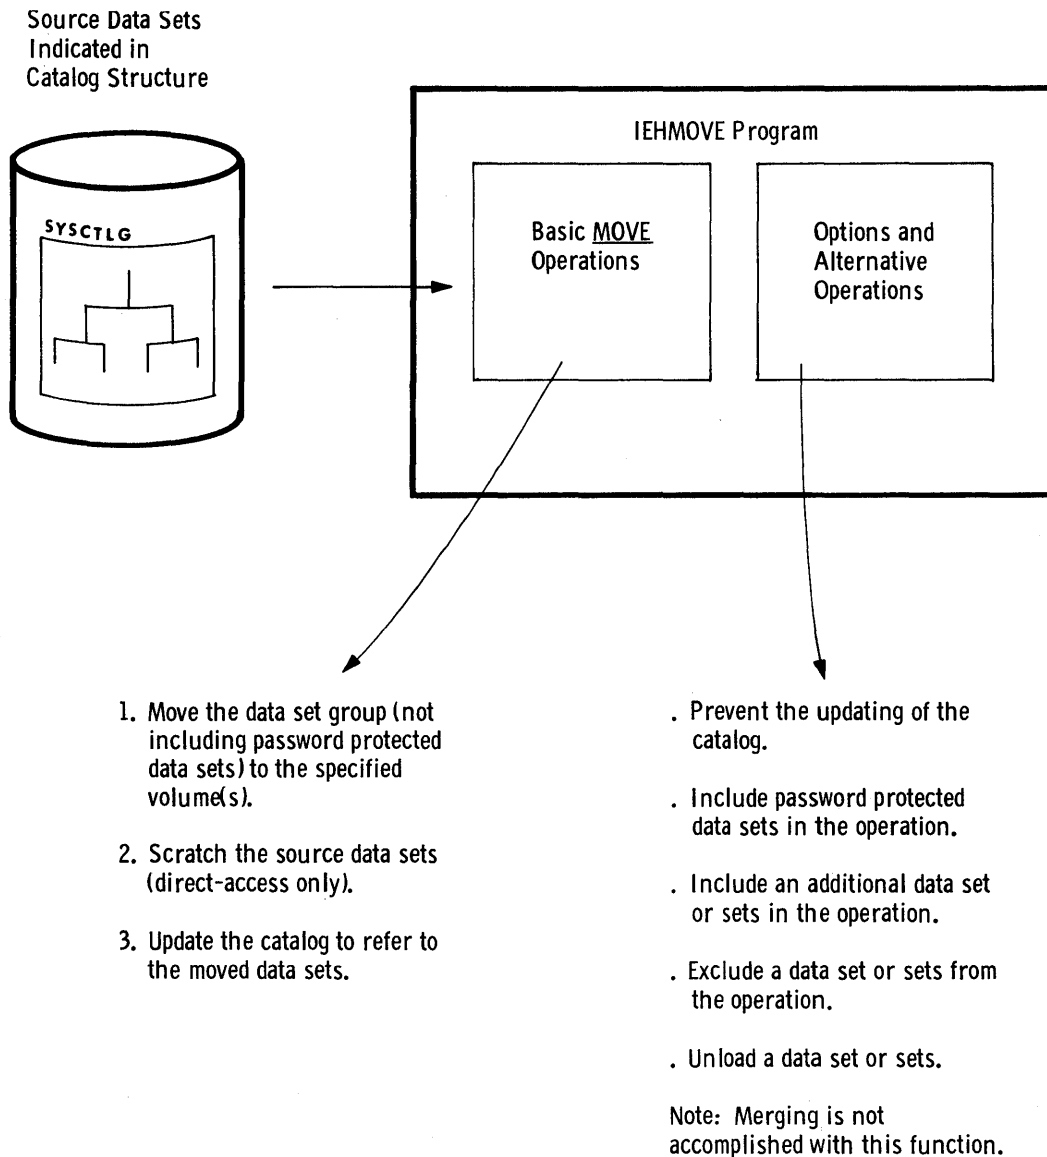 Source Data Sets
Indicated in
Catalog Structure
SYSCTLG
IEHMOVE Program
Basic MOVE
Operations
Options and
Alternative
Operations
1. Move the data set group (not
including password protected
data sets) to the specified
volume(s).
2. Scratch the source data sets
(direct-access only).
3. Update the catalog to refer to
the moved data sets.
. Prevent the updating of the
catalog.
. Include password protected
data sets in the operation.
. Include an additional data set
or sets in the operation.
. Exclude a data set or sets from
the operation.
. Unload a data set or sets.
Note: Merging is not
accomplished with this function.